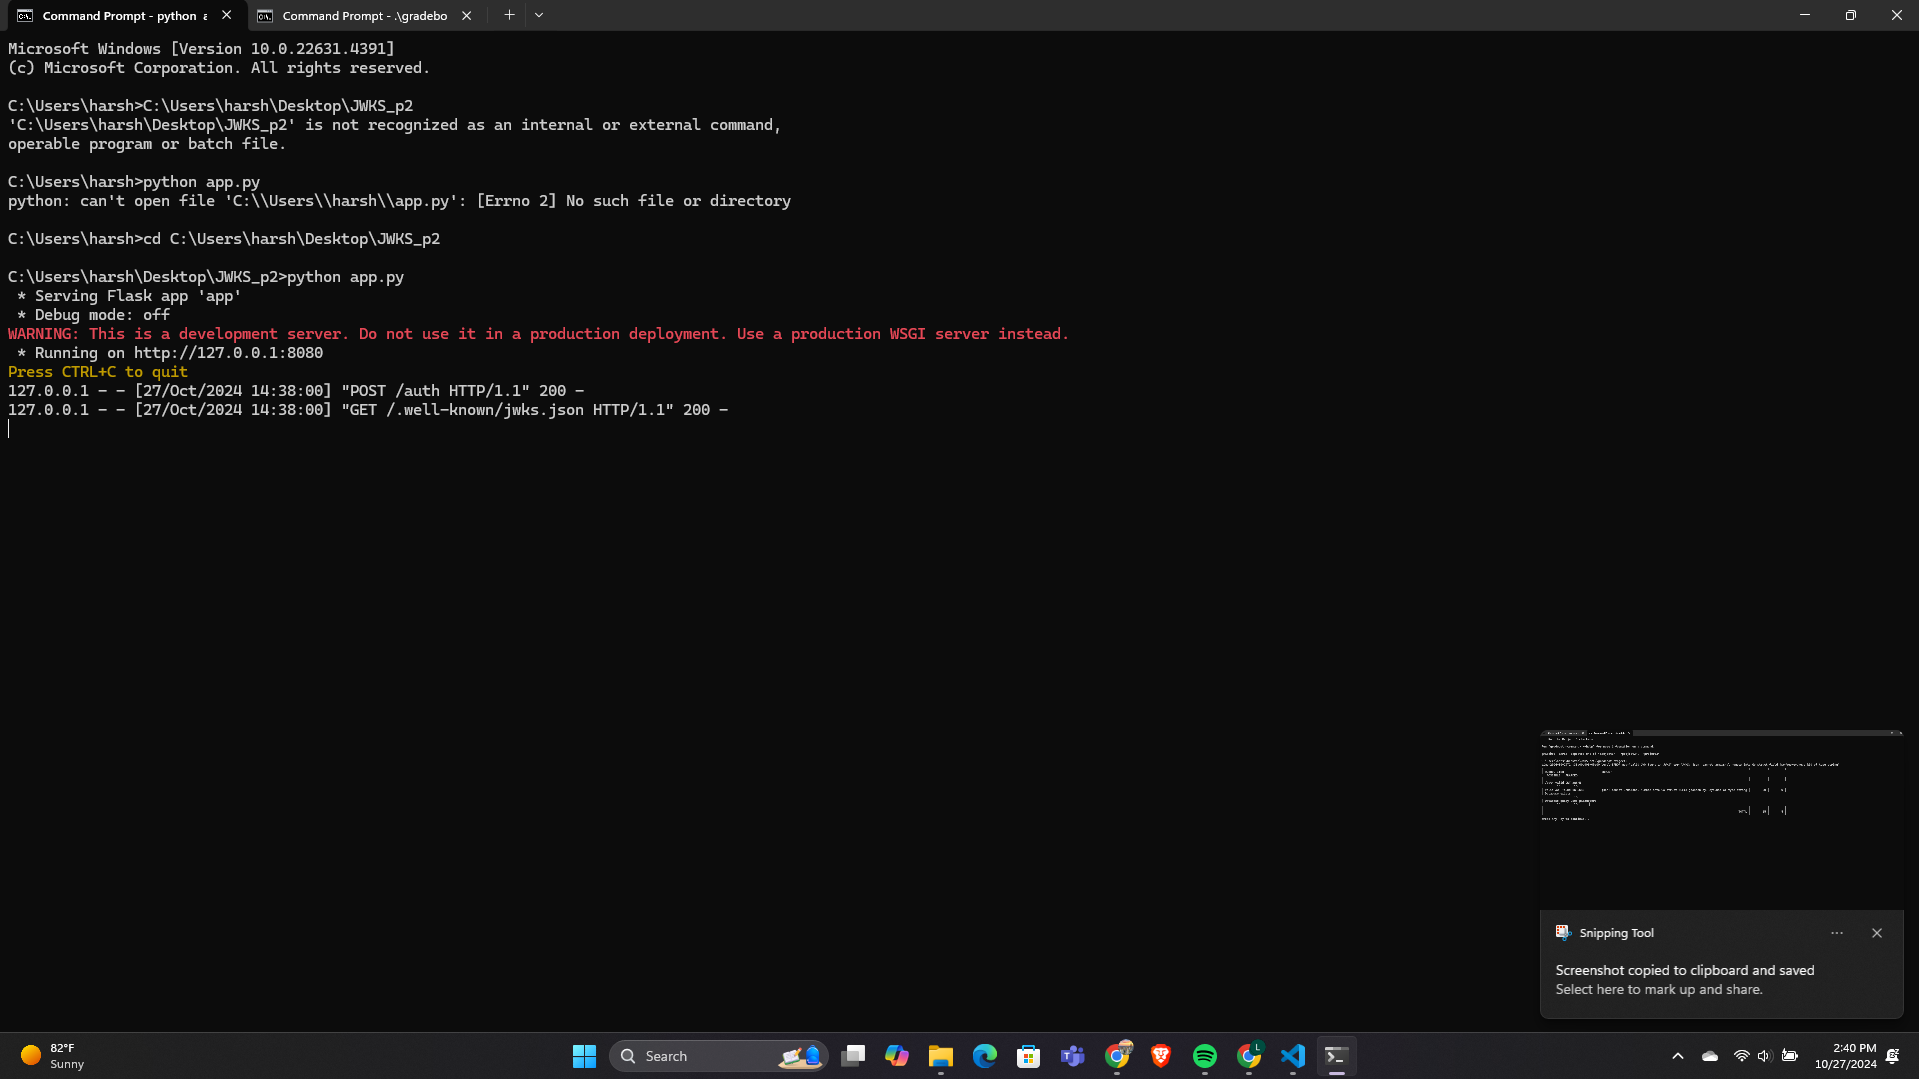 Command Prompt - python a
Command Prompt - .\gradebo
Microsoft Windows [Version 10.0.22631.4391]
(c) Microsoft Corporation. All rights reserved.
C:\Users\harsh>C:\Users\harsh\Desktop\JWKS_p2
'C:\Users\harsh\Desktop\JWKS_p2' is not recognized as an internal or external command,
operable program or batch file.
C:\Users\harsh>python app.py
python: can't open file 'C:\\Users\\harsh\\app.py': [Errno 2] No such file or directory
C:\Users\harsh>cd C:\Users\harsh\Desktop\JWKS_p2
C:\Users\harsh\Desktop\JWKS_p2>python app.py
* Serving Flask app 'app'
* Debug mode: off
WARNING: This is a development server. Do not use it in a production deployment. Use a production WSGI server instead.
* Running on http://127.0.0.1:8080
Press CTRL+C to quit
127.0.0.1 - - [27/Oct/2024 14:38:00] "POST /auth HTTP/1.1" 200 -
127.0.0.1 - - [27/Oct/2024 14:38:00] "GET /.well-known/jwks.json HTTP/1.1" 200 -
Snipping Tool
Screenshot copied to clipboard and saved
Select here to mark up and share.
82°F
Sunny
Search
L
2:40 PM
10/27/2024